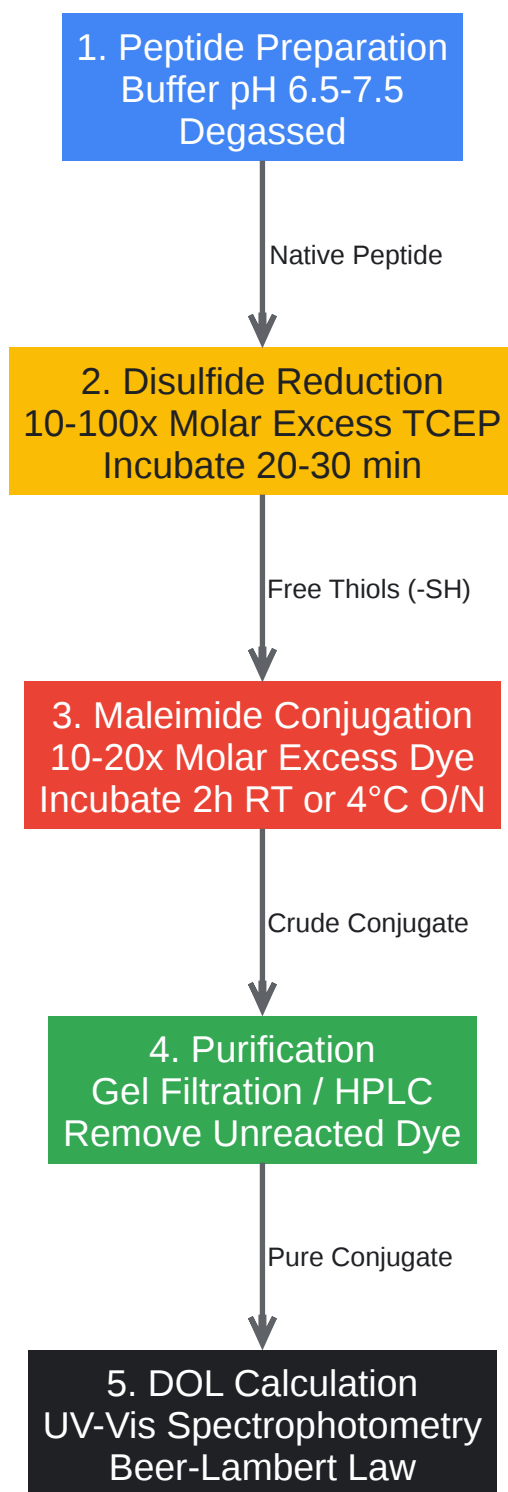 1. Peptide Preparation
Buffer pH 6.5-7.5
Degassed
Native Peptide
2. Disulfide Reduction
10-100x Molar Excess TCEP
Incubate 20-30 min
Free Thiols (-SH)
3. Maleimide Conjugation
10-20x Molar Excess Dye
Incubate 2h RT or 4°C O/N
Crude Conjugate
4. Purification
Gel Filtration / HPLC
Remove Unreacted Dye
Pure Conjugate
5. DOL Calculation
UV-Vis Spectrophotometry
Beer-Lambert Law